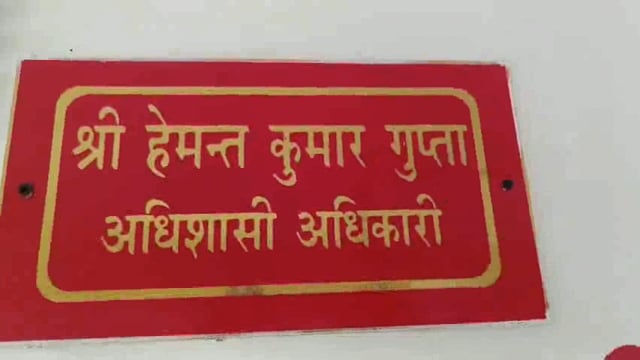 श्री हेमन्त कुमार गुप्ता
अधिशासी अधिकारी